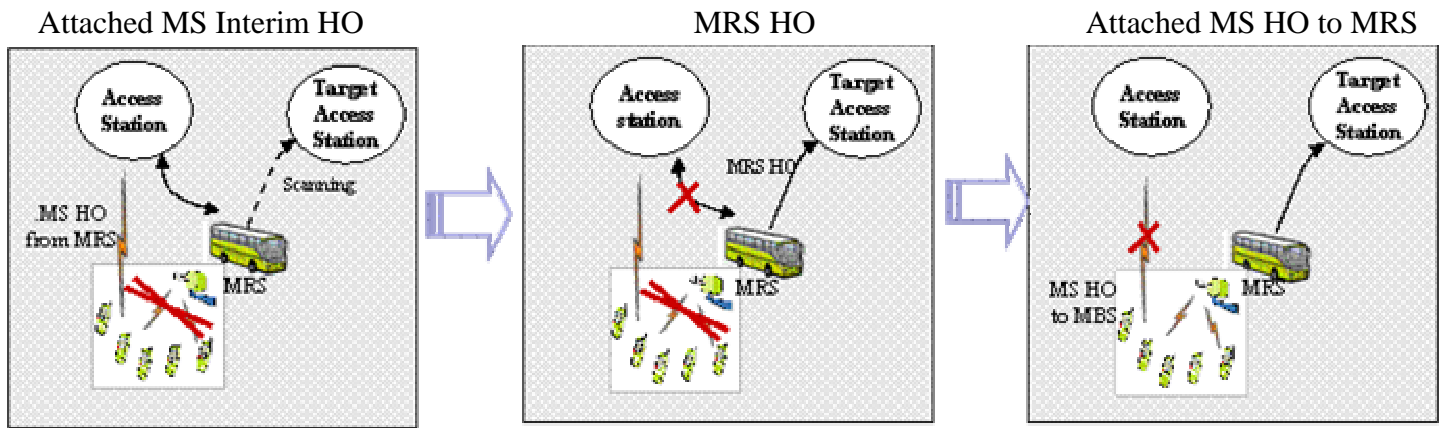 Attached MS Interim HO
Access
Station
Target
Access
Station
Scanning
MS HO
from MRS
MRS
MRS HO
Access
station
Target
Access
Station
MRS HO
MRS
Attached MS HO to MRS
Access
Station
Target
Access
Station
MS HO
to MBS
MRS